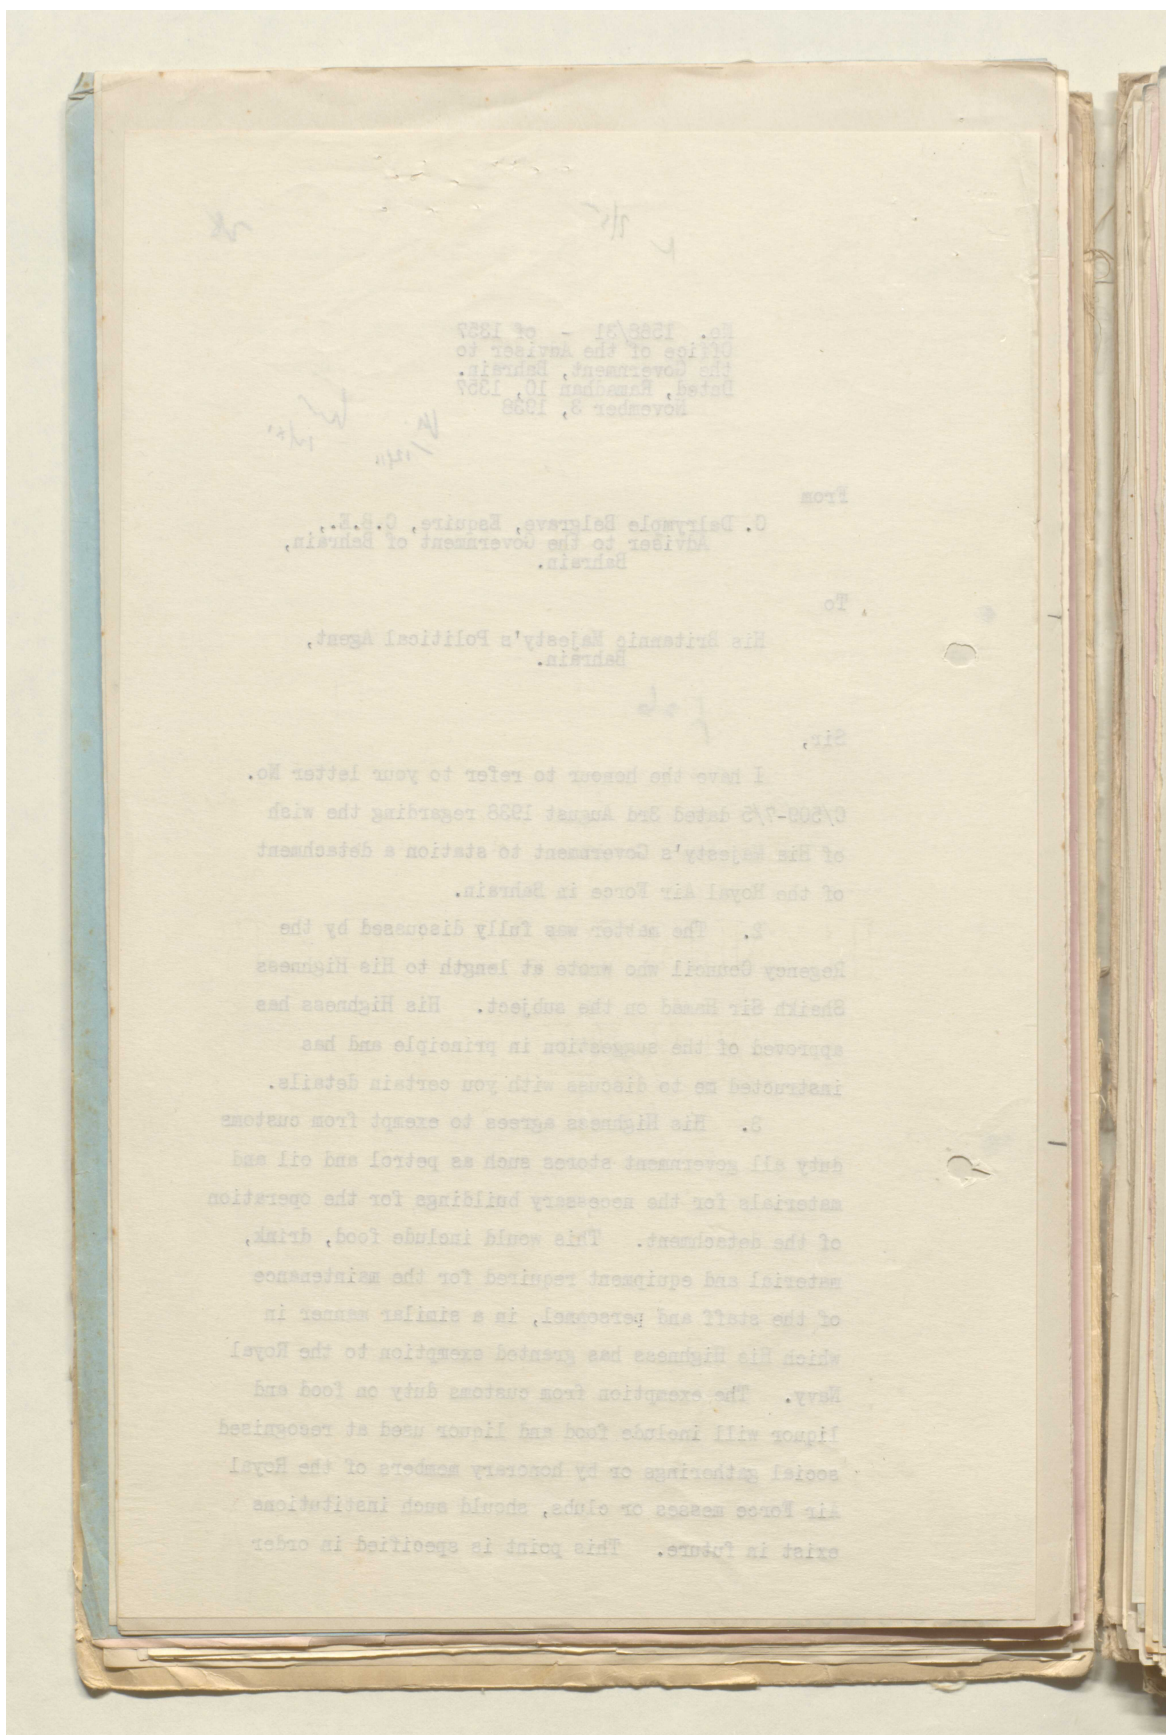 No. 1586/31 - of 1357
Office of the Adviser to
the Government, Bahrain.
Dated, Ramadhan 10, 1357
November 3, 1938
From
C. Dalrymple Belgrave, Esquire, C.B.E.,
Adviser to the Government of Bahrain,
Bahrain.
To
His Britannic Majesty's Political Agent,
Bahrain.
Sir,
I have the honour to refer to your letter No.
C/509-7/5 dated 3rd August 1938 regarding the wish
of His Majesty's Government to station a detachment
of the Royal Air Force in Bahrain.
2. The matter was fully discussed by the
Regency Council who wrote at length to His Highness
Shaikh Sir Hamad on the subject. His Highness has
approved of the suggestion in principle and has
instructed me to discuss with you certain details.
3. His Highness agrees to exempt from customs
duty all government stores such as petrol and oil and
materials for the necessary buildings for the operation
of the detachment. This would include food, drink,
material and equipment required for the maintenance
of the staff and personnel, in a similar manner in
which His Highness has granted exemption to the Royal
Navy. The exemption from customs duty on food and
liquor will include food and liquor used at recognised
social gatherings or by honorary members of the Royal
Air Force messes or clubs, should such institutions
exist in future. This point is specified in order